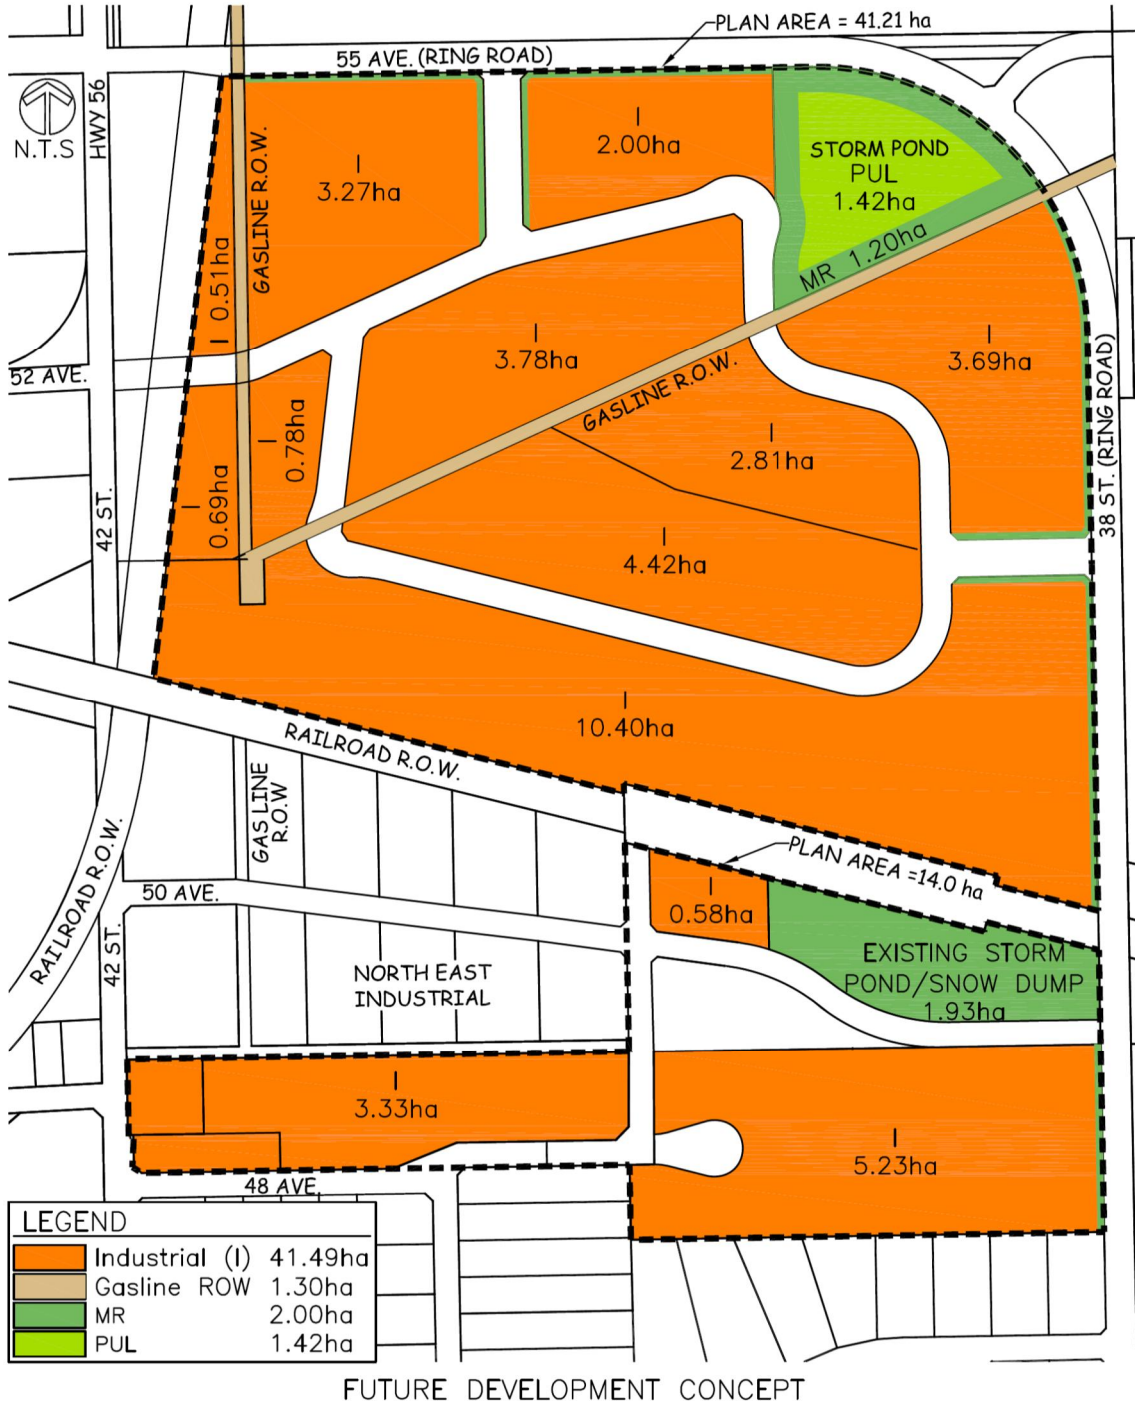 PLAN AREA = 41.21 ha
55 AVE. (RING ROAD)
HWY 56
N.T.S
GASLINE R.O.W.
I
3.27ha
I
2.00ha
STORM POND
PUL
1.42ha
MR 1.20ha
I 0.51ha
I
3.78ha
I
3.69ha
38 ST. (RING ROAD)
52 AVE.
GASLINE R.O.W.
I
0.78ha
I
2.81ha
I
0.69ha
42 ST.
I
4.42ha
I
10.40ha
RAILROAD R.O.W.
GAS LINE
R.O.W
RAILROAD R.O.W.
PLAN AREA =14.0 ha
50 AVE.
I
0.58ha
42 ST.
NORTH EAST
INDUSTRIAL
EXISTING STORM
POND/SNOW DUMP
1.93ha
I
3.33ha
I
5.23ha
48 AVE.
LEGEND
Industrial (I) 41.49ha
Gasline ROW 1.30ha
MR 2.00ha
PUL 1.42ha
FUTURE DEVELOPMENT CONCEPT